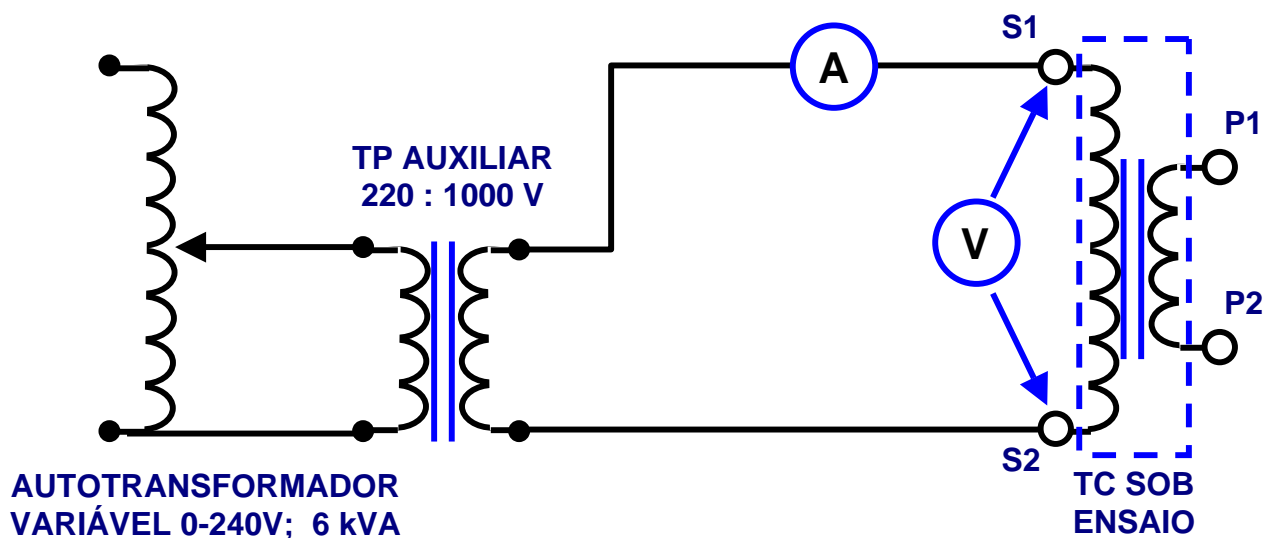 S1
A
P1
TP AUXILIAR
220 : 1000 V
V
P2
S2
AUTOTRANSFORMADOR
VARIÁVEL 0-240V; 6 kVA
TC SOB
ENSAIO